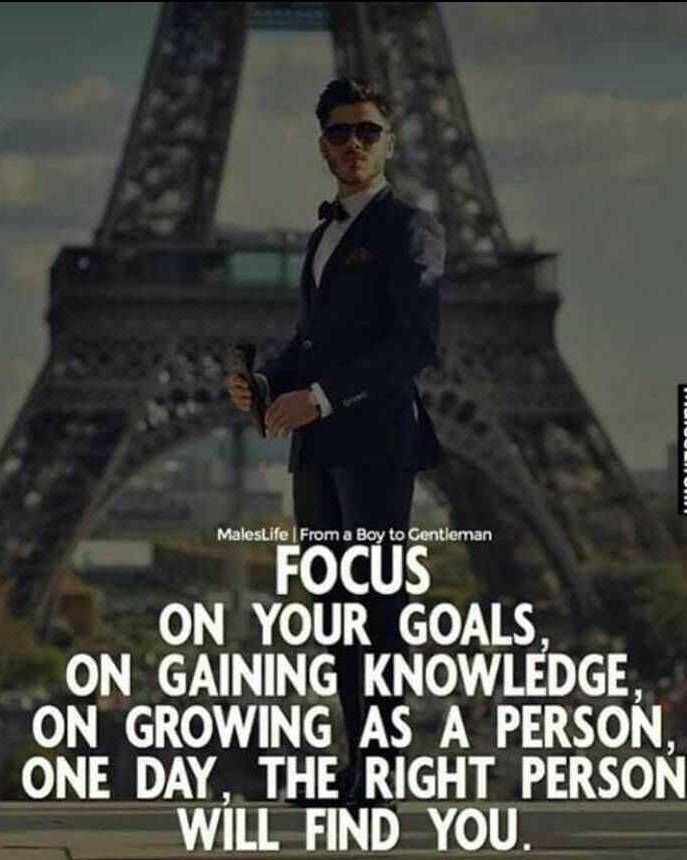 MalesLife | From a Boy to Gentleman
FOCUS
ON YOUR GOALS,
ON GAINING KNOWLEDGE,
ON GROWING AS A PERSON,
ONE DAY, THE RIGHT PERSON
WILL FIND YOU.